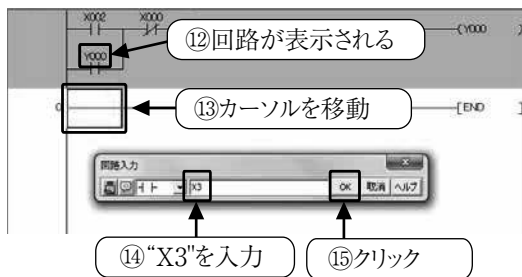 X002 X000
⑫回路が表示される
(Y000 )
Y000
0
⑬カーソルを移動
[END ]
回路入力
X3 OK 取消 ヘルプ
⑭“X3"を入力
⑮クリック